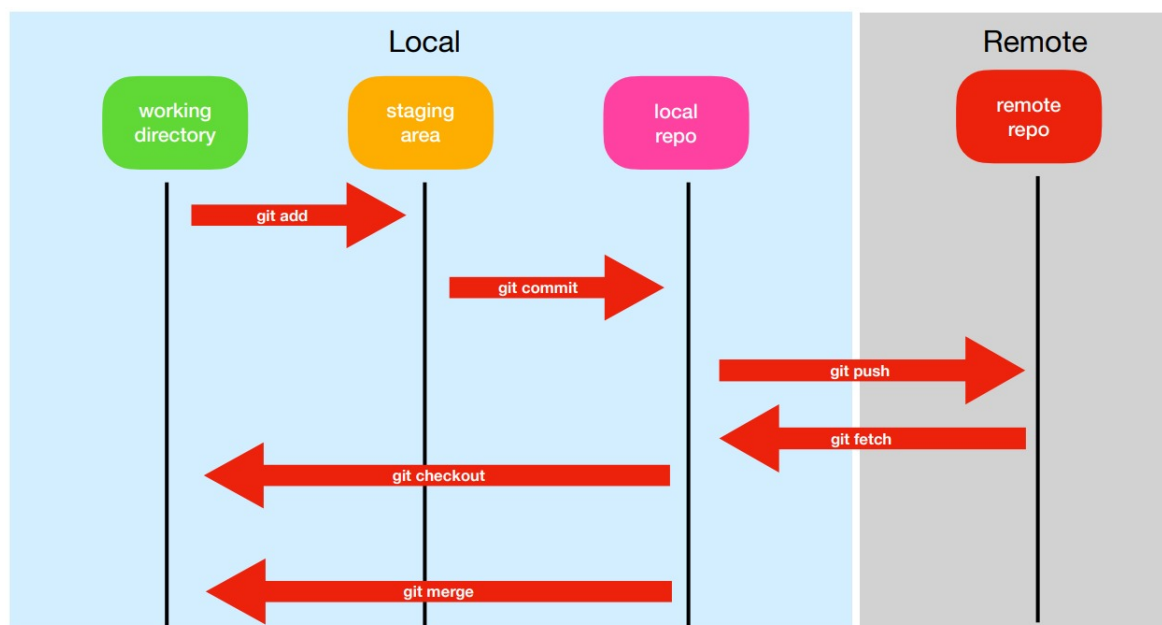 Local
Remote
working
directory
staging
area
local
repo
remote
repo
git add
git commit
git push
git fetch
git checkout
git merge